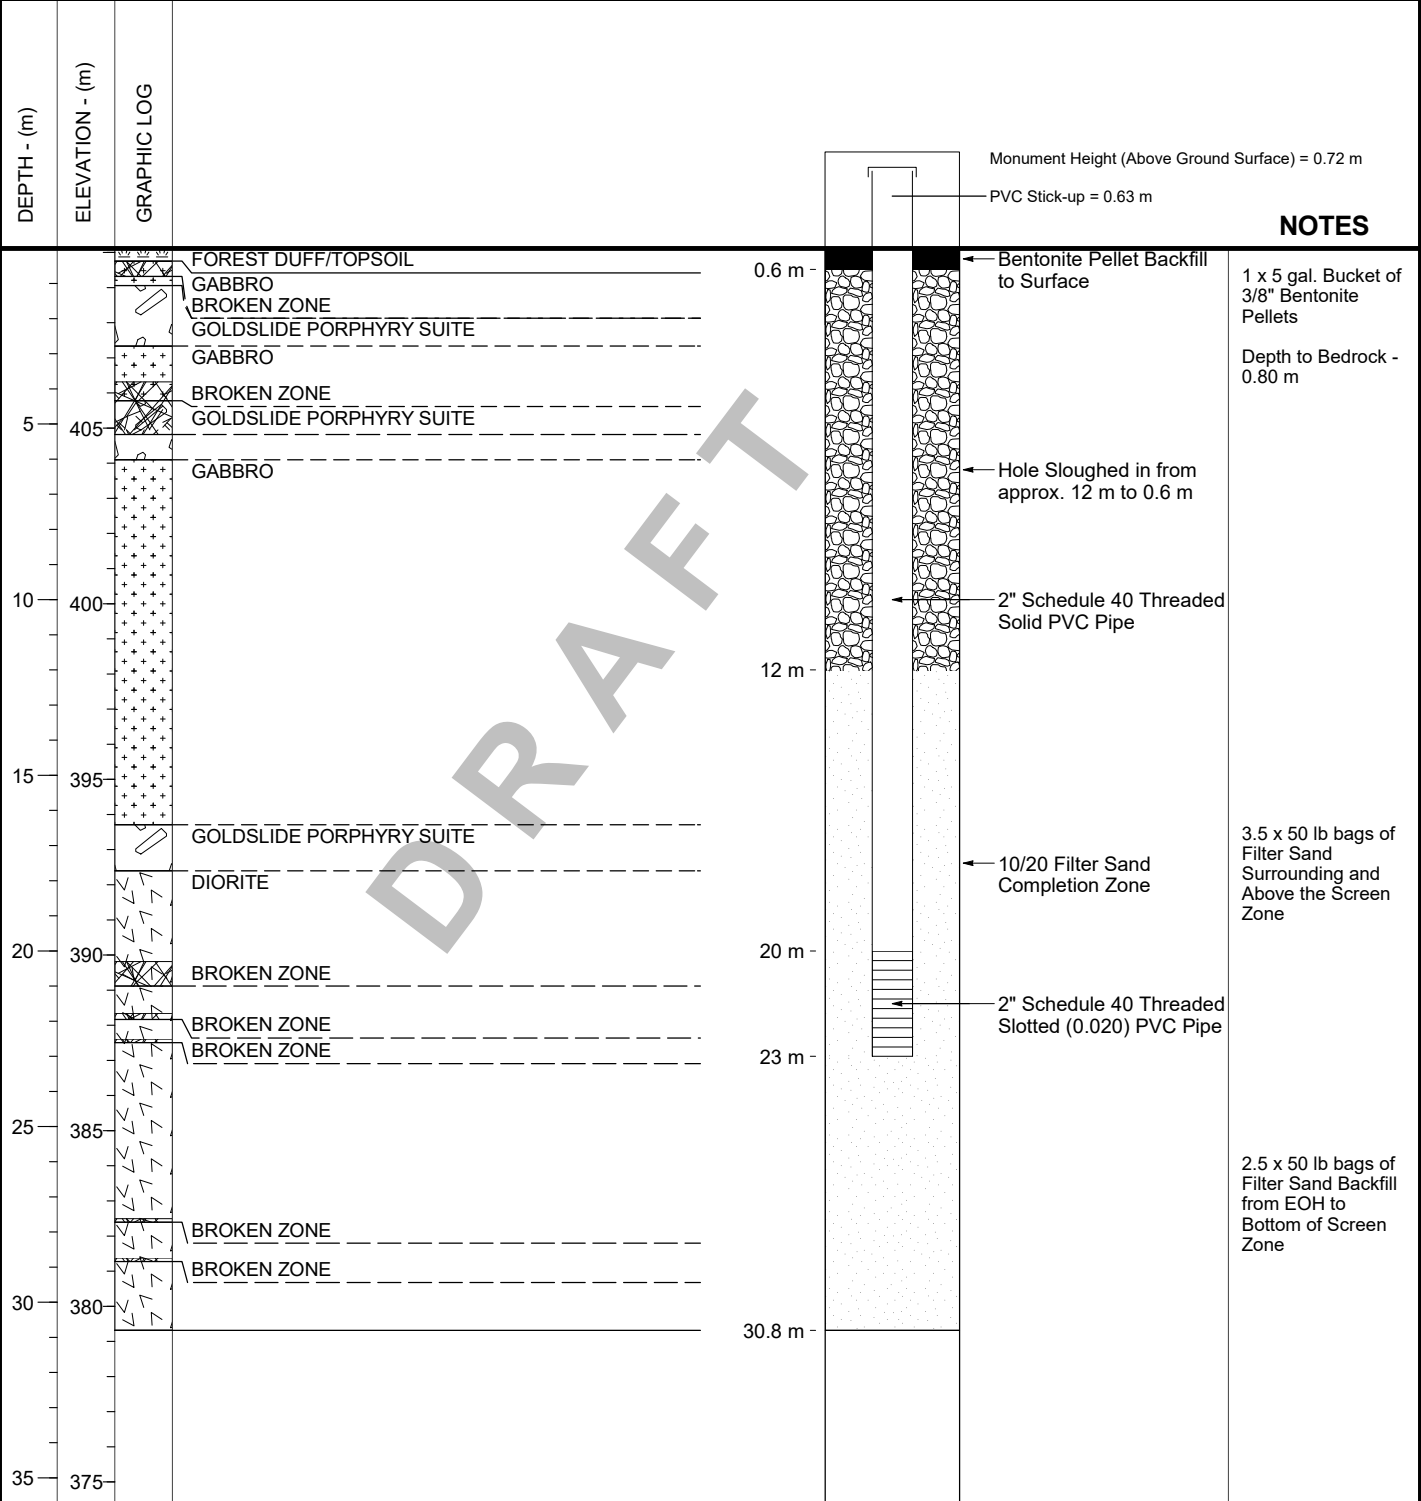 DEPTH - (m)
ELEVATION - (m)
GRAPHIC LOG
Monument Height (Above Ground Surface) = 0.72 m
PVC Stick-up = 0.63 m
NOTES
FOREST DUFF/TOPSOIL
GABBRO
BROKEN ZONE
GOLDSLIDE PORPHYRY SUITE
GABBRO
BROKEN ZONE
GOLDSLIDE PORPHYRY SUITE
GABBRO
GOLDSLIDE PORPHYRY SUITE
DIORITE
BROKEN ZONE
BROKEN ZONE
BROKEN ZONE
BROKEN ZONE
BROKEN ZONE
5
10
15
20
25
30
35
405
400
395
390
385
380
375
DRAFT
0.6 m
12 m
20 m
23 m
30.8 m
Bentonite Pellet Backfill
to Surface
Hole Sloughed in from
approx. 12 m to 0.6 m
2" Schedule 40 Threaded
Solid PVC Pipe
10/20 Filter Sand
Completion Zone
2" Schedule 40 Threaded
Slotted (0.020) PVC Pipe
1 x 5 gal. Bucket of
3/8" Bentonite
Pellets
Depth to Bedrock -
0.80 m
3.5 x 50 lb bags of
Filter Sand
Surrounding and
Above the Screen
Zone
2.5 x 50 lb bags of
Filter Sand Backfill
from EOH to
Bottom of Screen
Zone